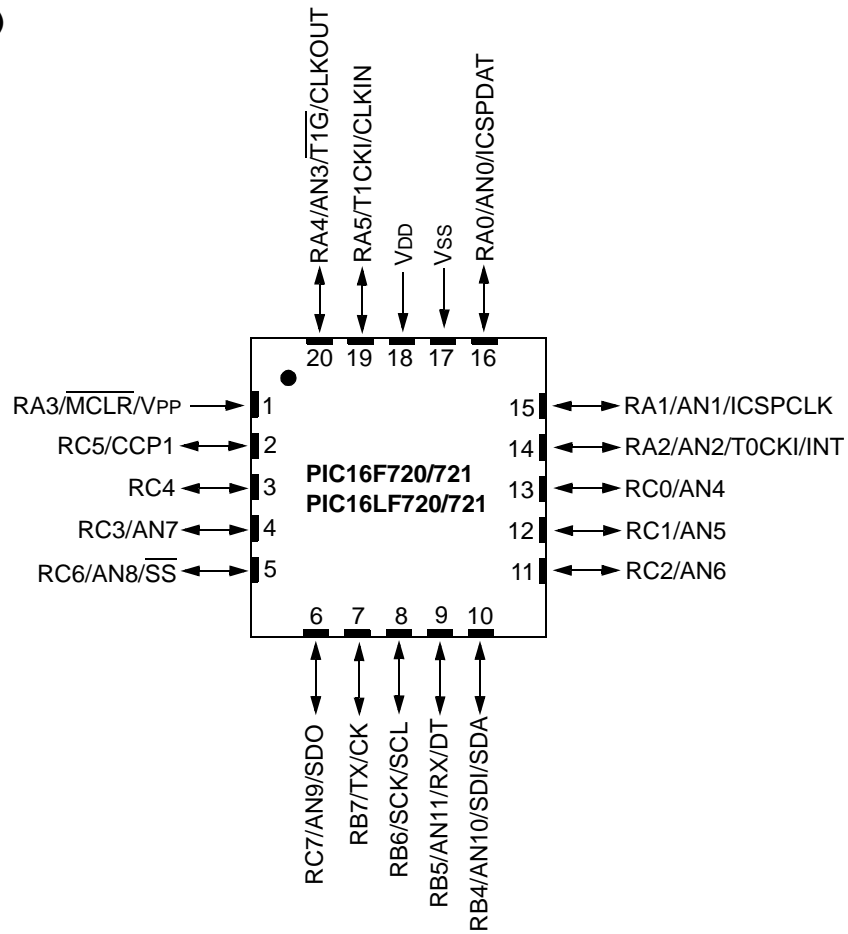 )
RA4/AN3/T1G/CLKOUT
RA5/T1CKI/CLKIN
VDD
VSS
RA0/AN0/ICSPDAT
20 19 18 17 16
RA3/MCLR/VPP 1
RC5/CCP1 2
RC4 3
RC3/AN7 4
RC6/AN8/SS 5
PIC16F720/721
PIC16LF720/721
15 RA1/AN1/ICSPCLK
14 RA2/AN2/T0CKI/INT
13 RC0/AN4
12 RC1/AN5
11 RC2/AN6
6 7 8 9 10
RC7/AN9/SDO
RB7/TX/CK
RB6/SCK/SCL
RB5/AN11/RX/DT
RB4/AN10/SDI/SDA